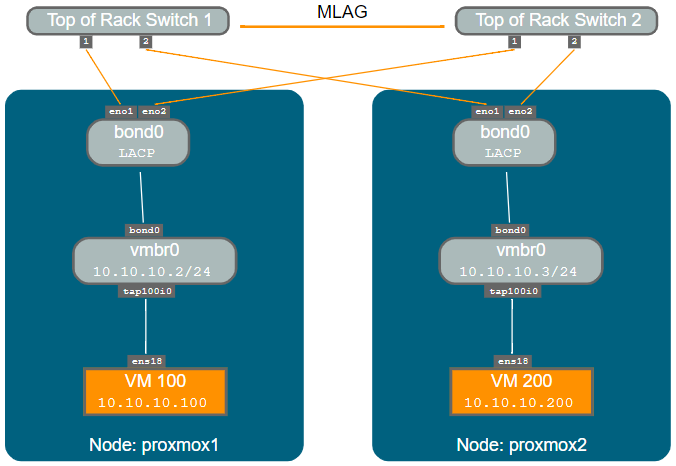 MLAG
Top of Rack Switch 1
Top of Rack Switch 2
1
2
1
2
eno1
eno2
bond0
LACP
bond0
vmbr0
10.10.10.2/24
tap100i0
ens18
VM 100
10.10.10.100
Node: proxmox1
eno1
eno2
bond0
LACP
bond0
vmbr0
10.10.10.3/24
tap100i0
ens18
VM 200
10.10.10.200
Node: proxmox2